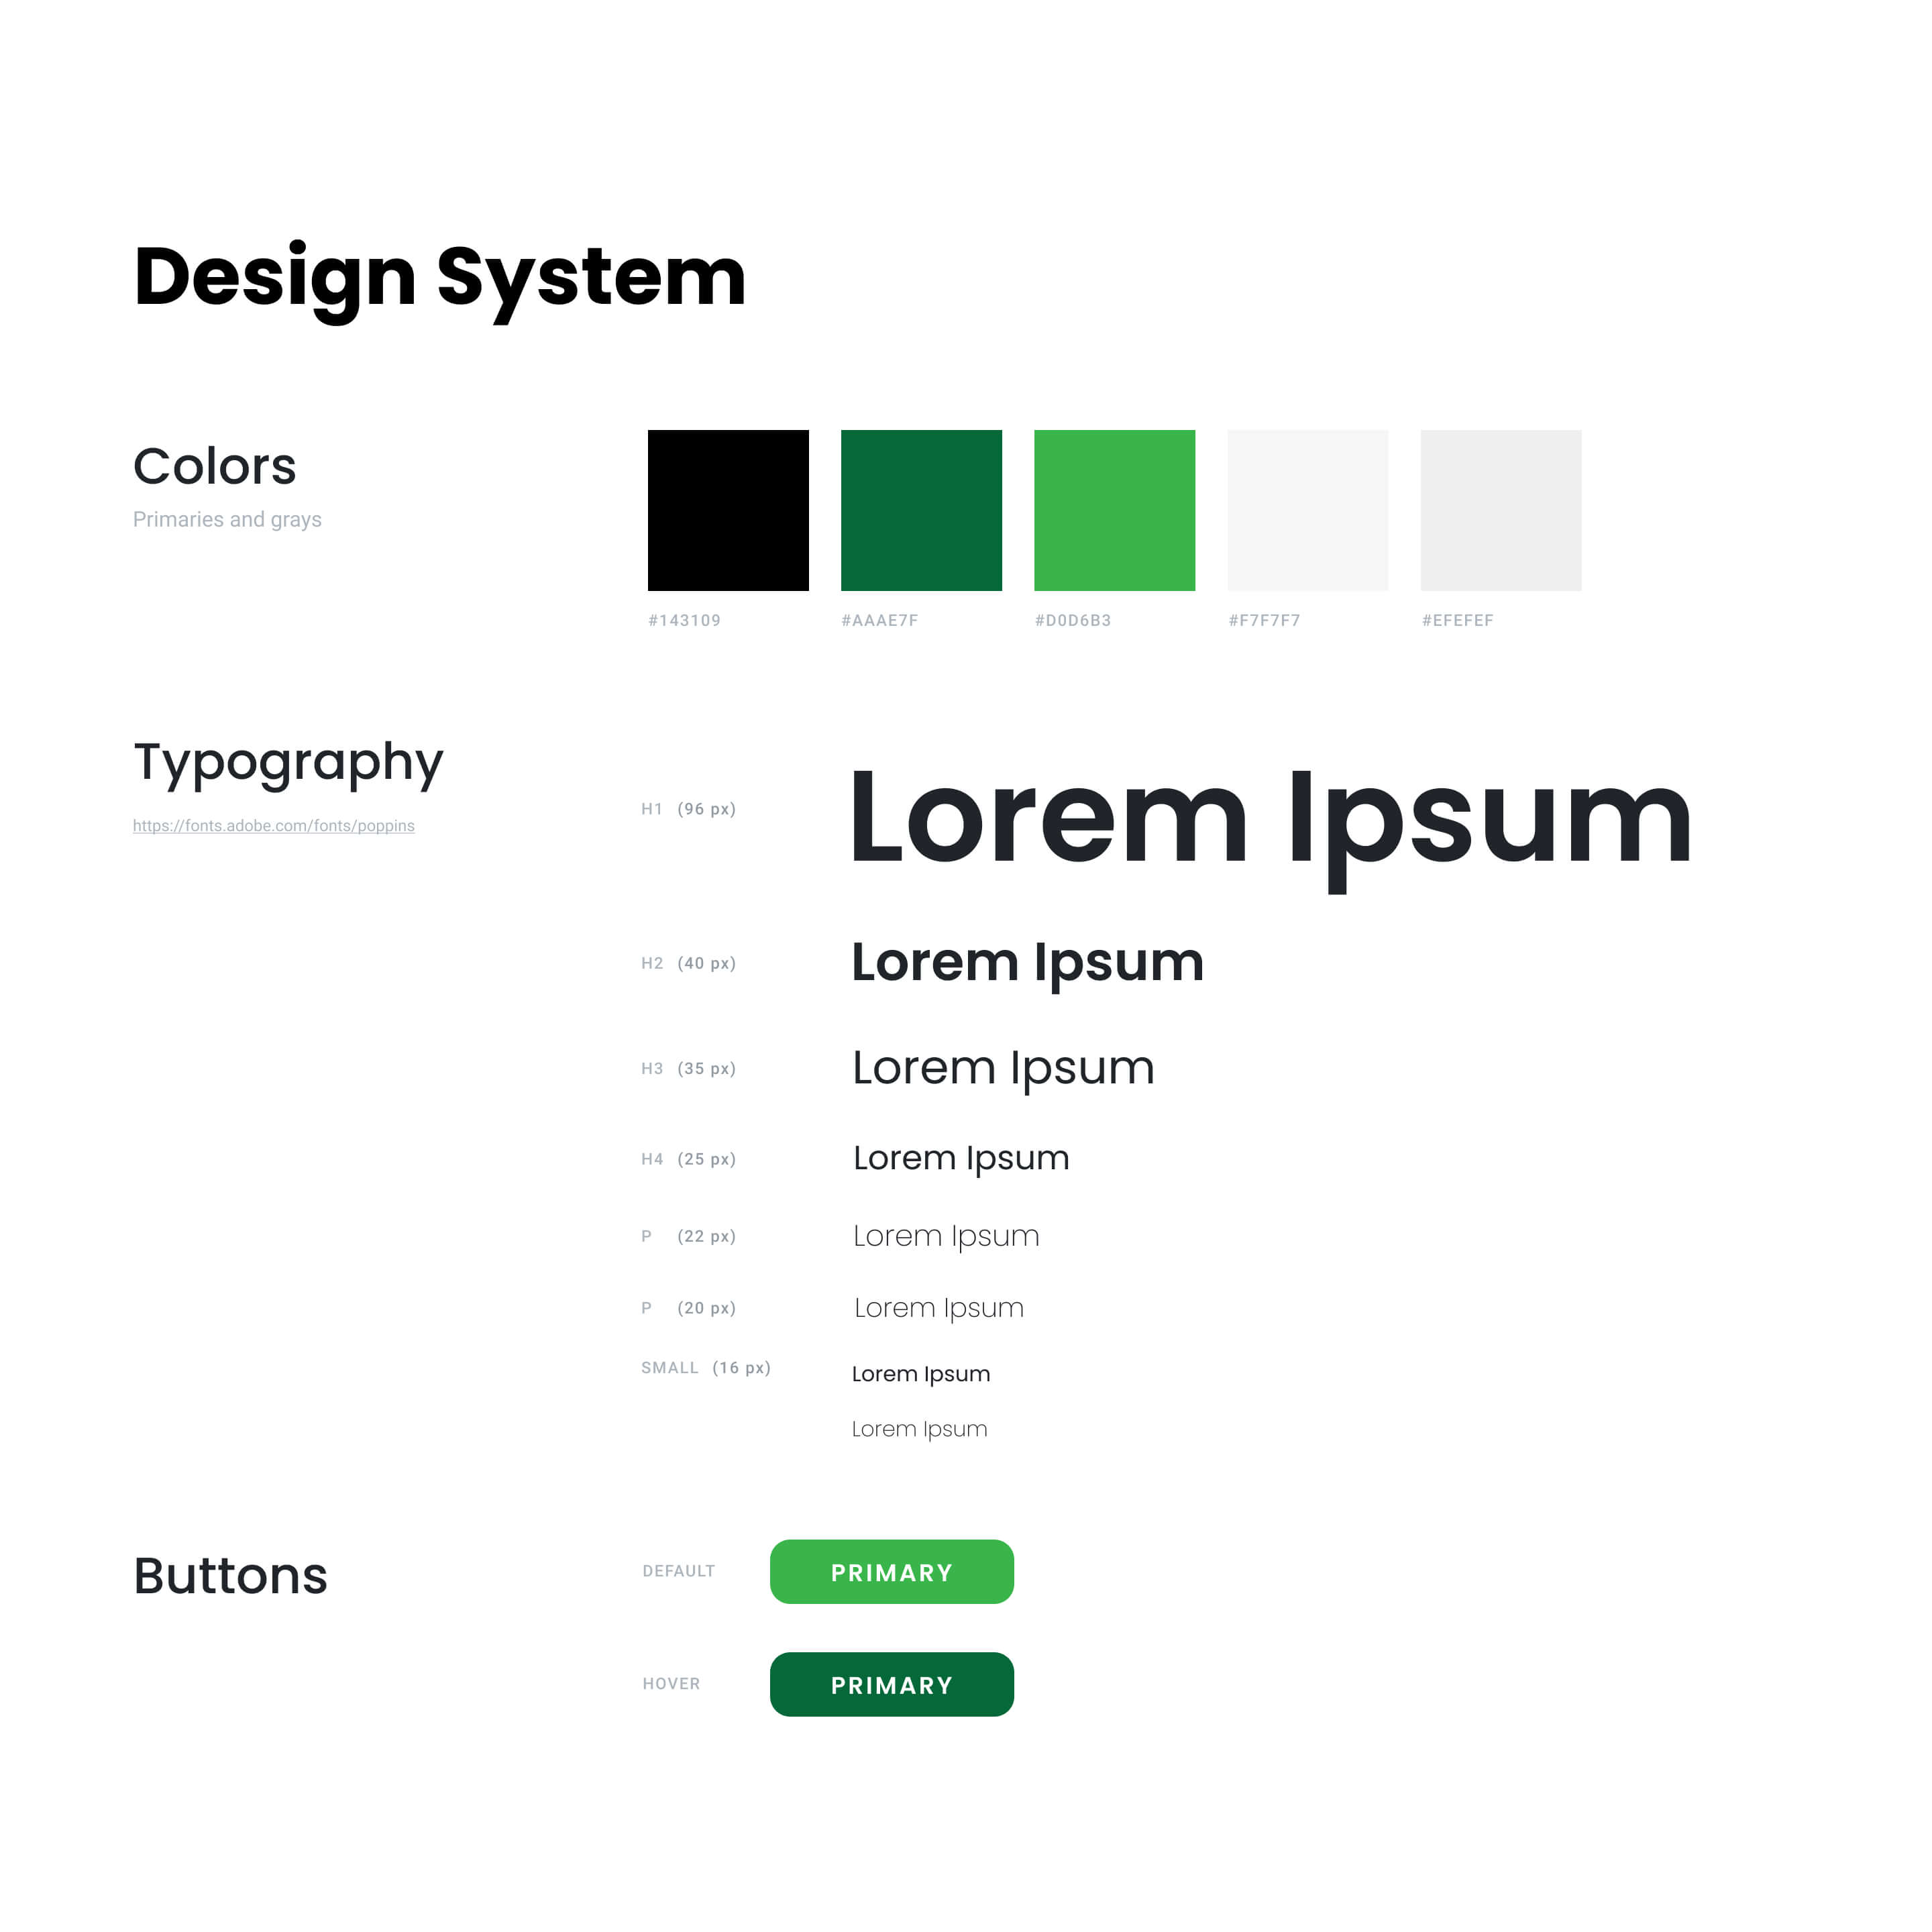 Design System
Colors
Primaries and grays
#143109
#AAAE7F
#D0D6B3
#F7F7F7
#EFEFEF
Typography
https://fonts.adobe.com/fonts/poppins
H1 (96 px)
Lorem Ipsum
H2 (40 px)
Lorem Ipsum
H3 (35 px)
Lorem Ipsum
H4 (25 px)
Lorem Ipsum
P (22 px)
Lorem Ipsum
P (20 px)
Lorem Ipsum
SMALL (16 px)
Lorem Ipsum
Lorem Ipsum
Buttons
DEFAULT
PRIMARY
HOVER
PRIMARY